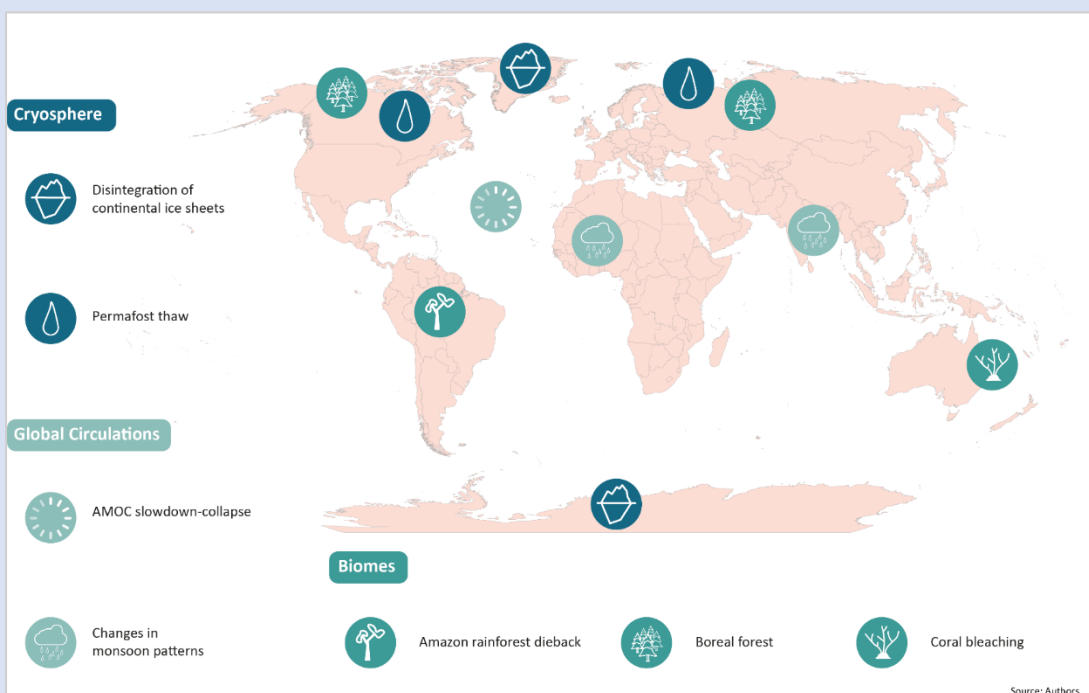 Cryosphere
Disintegration of
continental ice sheets
Permafost thaw
Global Circulations
AMOC slowdown-collapse
Changes in
monsoon patterns
Biomes
Amazon rainforest dieback
Boreal forest
Coral bleaching
Source: Authors